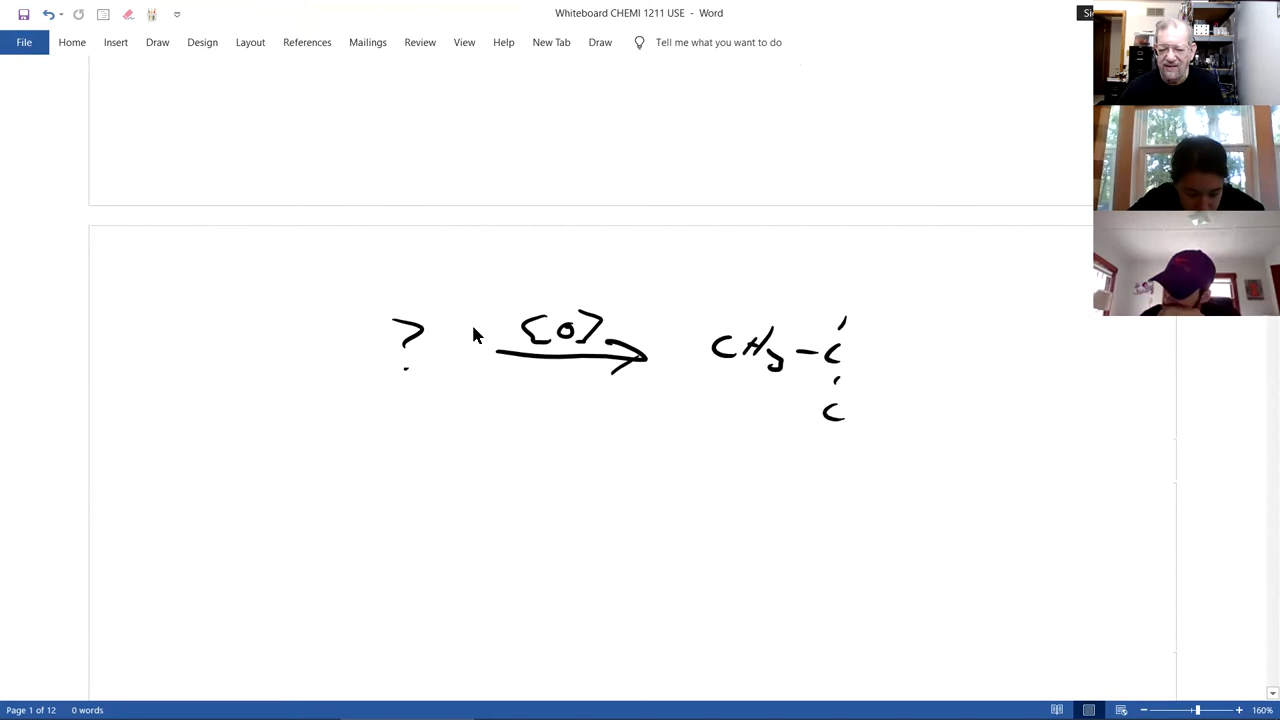 Whiteboard CHEMI 1211 USE - Word
File Home Insert Draw Design Layout References Mailings Review View Help New Tab Draw Tell me what you want to do
? [O] CH3-C
C
Page 1 of 12 0 words 160%